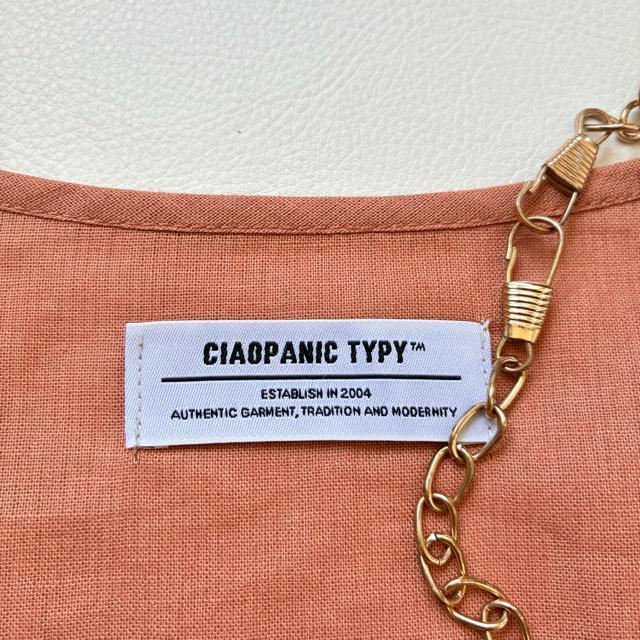 CIAOPANIC TYPY™
ESTABLISH IN 2004
AUTHENTIC GARMENT, TRADITION AND MODERNITY